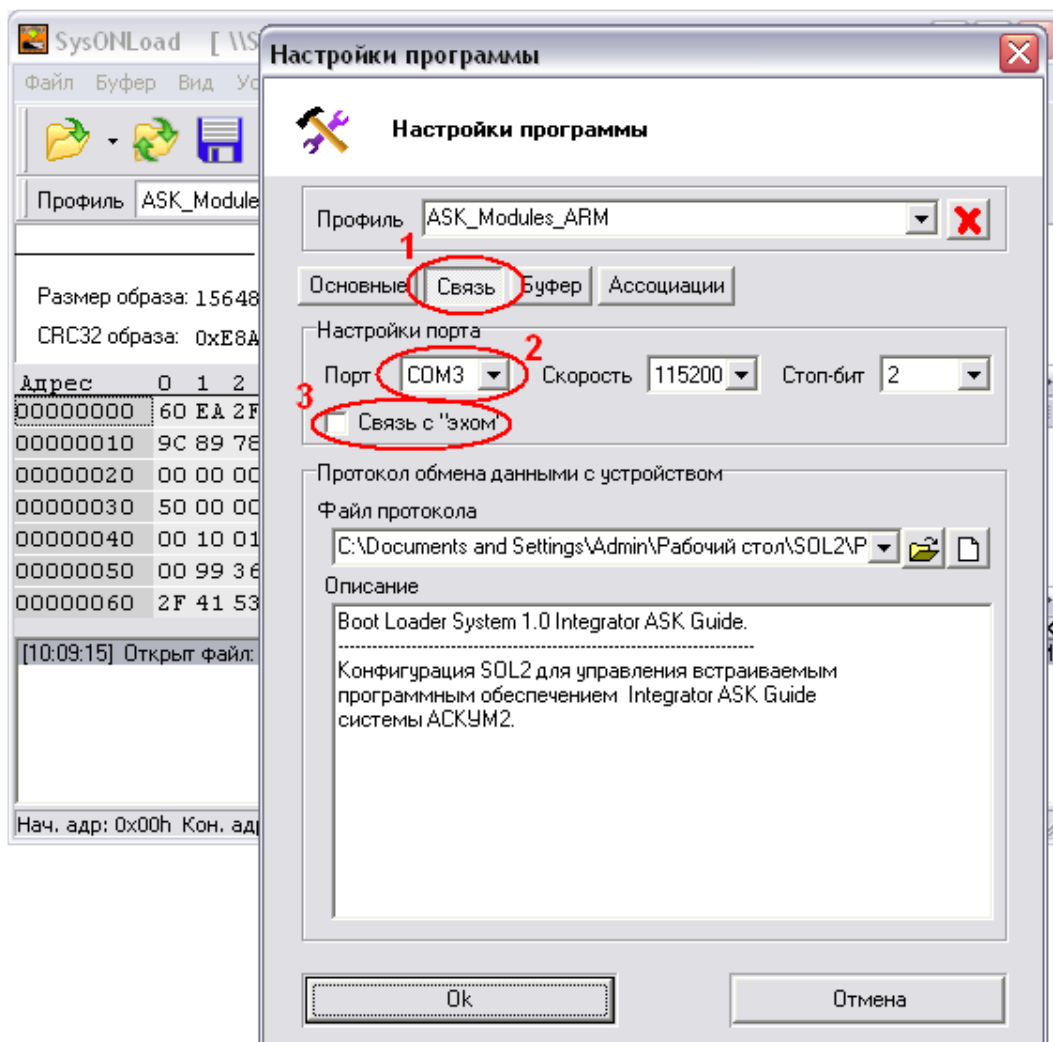 SysONLoad [ \\S
Файл Буфер Вид Ус
Профиль ASK_Module
Размер образа: 15648
CRC32 образа: 0xE8A
Адрес 0 1 2
00000000 60 EA 2F
00000010 9C 89 78
00000020 00 00 00
00000030 50 00 00
00000040 00 10 01
00000050 00 99 36
00000060 2F 41 53
[10:09:15] Открыт файл:
Нач. адр: 0x00h Кон. ад
Настройки программы
Настройки программы
Профиль ASK_Modules_ARM
1
Основные Связь Буфер Ассоциации
Настройки порта
2
Порт COM3 Скорость 115200 Стоп-бит 2
3
Связь с "эхом"
Протокол обмена данными с устройством
Файл протокола
C:\Documents and Settings\Admin\Рабочий стол\SOL2\P
Описание
Boot Loader System 1.0 Integrator ASK Guide.
--------------------------------------------------------------------------
Конфигурация SOL2 для управления встраиваемым
программным обеспечением Integrator ASK Guide
системы АСКУМ2.
Ok Отмена